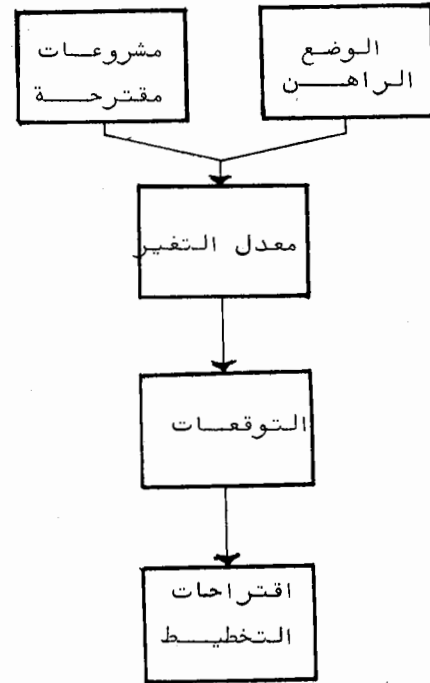 الوضع
الراهن
مشروعات
مقترحة
معدل التغير
التوقعات
اقتراحات
التخطيط